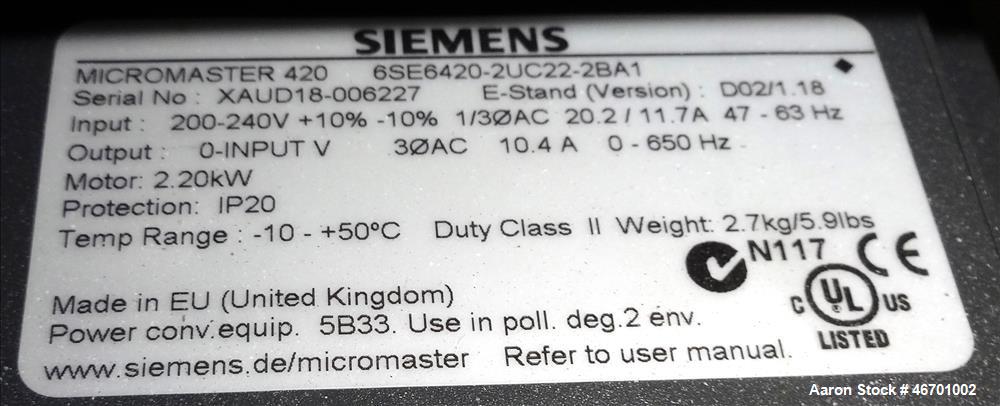 SIEMENS
MICROMASTER 420 6SE6420-2UC22-2BA1
Serial No : XAUD18-006227 E-Stand (Version) : D02/1.18
Input : 200-240V +10% -10% 1/3ØAC 20.2 / 11.7A 47 - 63 Hz
Output : 0-INPUT V 3ØAC 10.4 A 0 - 650 Hz
Motor: 2.20kW
Protection: IP20
Temp Range : -10 - +50ºC Duty Class II Weight: 2.7kg/5.9lbs
N117 CE
Made in EU (United Kingdom)
C UL US
Power conv.equip. 5B33. Use in poll. deg.2 env.
LISTED
www.siemens.de/micromaster Refer to user manual.
Aaron Stock # 46701002